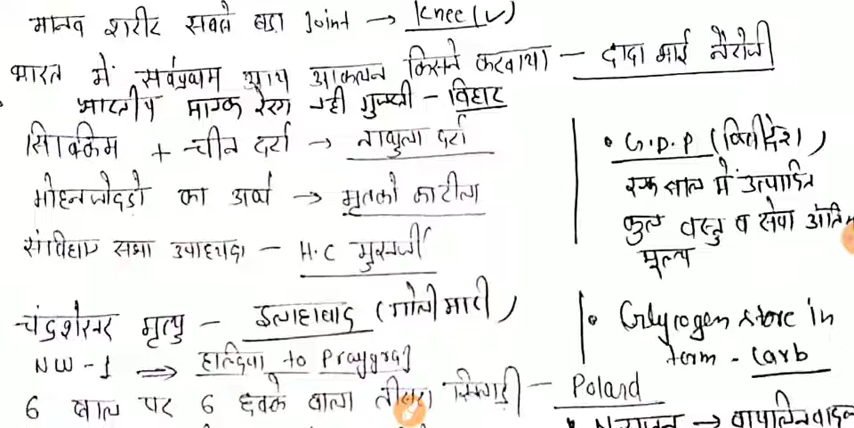 मानव शरीर सबसे बड़ा Joint → Knee (✓)
भारत में सर्वप्रथम आय आकलन किसने करवाया – दादा भाई नैरोजी
भारतीय मानक रेखा नही गुजरती – बिहार
सिक्किम + चीन दर्रा → नाथुला दर्रा
मोहनजोदड़ो का अर्थ → मृतको का टीला
संविधान सभा उपाध्यक्ष – H.C मुखर्जी
चंद्रशेखर मृत्यु – इलाहाबाद (गोली मारी)
NW-1 ⇒ हल्दिया to Prayagraj
6 बाल पर 6 छक्के वाला तीसरा खिलाड़ी – Polard
• G.D.P
एक साल में उत्पादित
कुल वस्तु व सेवा अंतिम
मूल्य
• Glycogen store in
form – Carb